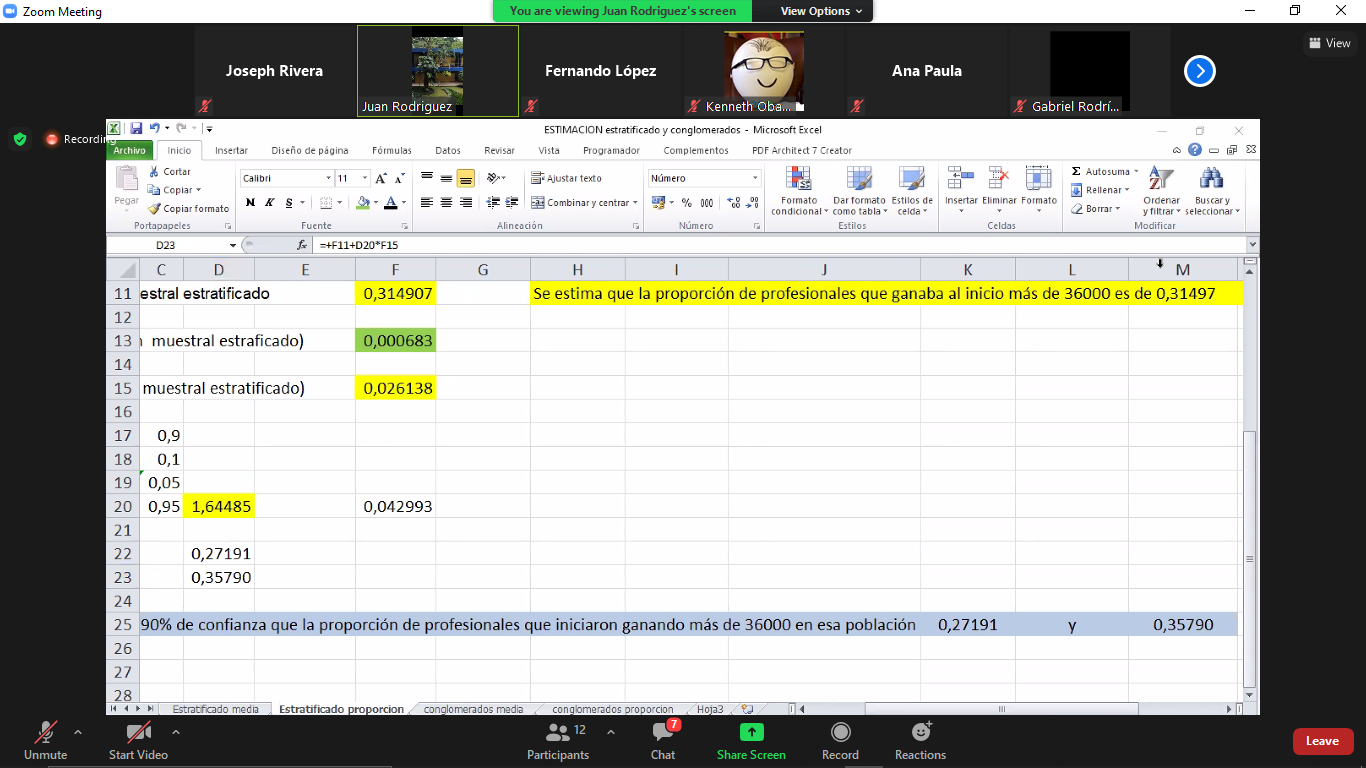 Zoom Meeting
You are viewing Juan Rodriguez's screen
View Options
Joseph Rivera
Juan Rodriguez
Fernando López
Kenneth Oba...
Ana Paula
Gabriel Rodrí...
View
Recording
ESTIMACION estratificado y conglomerados - Microsoft Excel
Archivo Inicio Insertar Diseño de página Fórmulas Datos Revisar Vista Programador Complementos PDF Architect 7 Creator
Pegar
Cortar
Copiar
Copiar formato
Portapapeles
Calibri 11
N K S
Fuente
Ajustar texto
Combinar y centrar
Alineación
Número
% 000
Número
Formato condicional
Dar formato como tabla
Estilos de celda
Estilos
Insertar Eliminar Formato
Celdas
Autosuma
Rellenar
Borrar
Ordenar y filtrar
Buscar y seleccionar
Modificar
D23 fx =+F11+D20*F15
C D E F G H I J K L M
11 estral estratificado 0,314907 Se estima que la proporción de profesionales que ganaba al inicio más de 36000 es de 0,31497
12
13 muestral estraficado) 0,000683
14
15 muestral estratificado) 0,026138
16
17 0,9
18 0,1
19 0,05
20 0,95 1,64485 0,042993
21
22 0,27191
23 0,35790
24
25 90% de confianza que la proporción de profesionales que iniciaron ganando más de 36000 en esa población 0,27191 y 0,35790
26
27
28
Estratificado media Estratificado proporcion conglomerados media conglomerados proporcion Hoja3
Unmute
Start Video
Participants 12
Chat 7
Share Screen
Record
Reactions
Leave